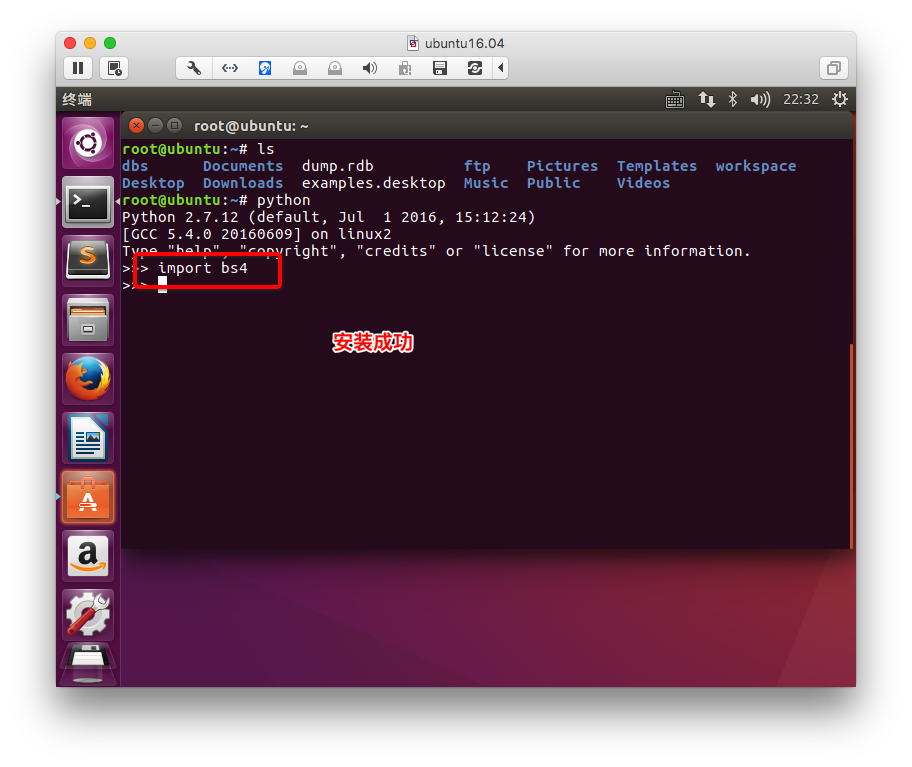 ubuntu16.04
终端
22:32
root@ubuntu: ~
root@ubuntu:~# ls
dbs Documents dump.rdb ftp Pictures Templates workspace
Desktop Downloads examples.desktop Music Public Videos
root@ubuntu:~# python
Python 2.7.12 (default, Jul  1 2016, 15:12:24)
[GCC 5.4.0 20160609] on linux2
Type "help", "copyright", "credits" or "license" for more information.
>>> import bs4
>>>
安装成功